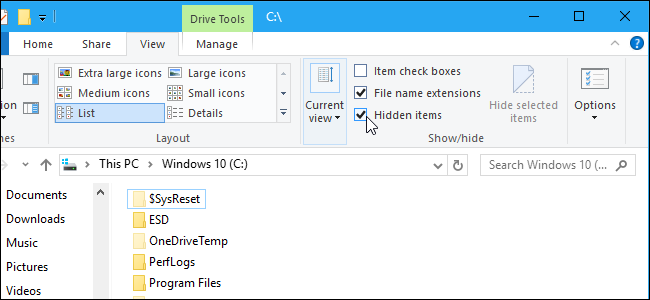 Drive Tools
C:\
Home
Share
View
Manage
Extra large icons
Large icons
Medium icons
Small icons
List
Details
Layout
Current
view
Item check boxes
File name extensions
Hidden items
Hide selected
items
Show/hide
Options
This PC > Windows 10 (C:)
Search Windows 10 (...
Documents
Downloads
Music
Pictures
Videos
$SysReset
ESD
OneDriveTemp
PerfLogs
Program Files